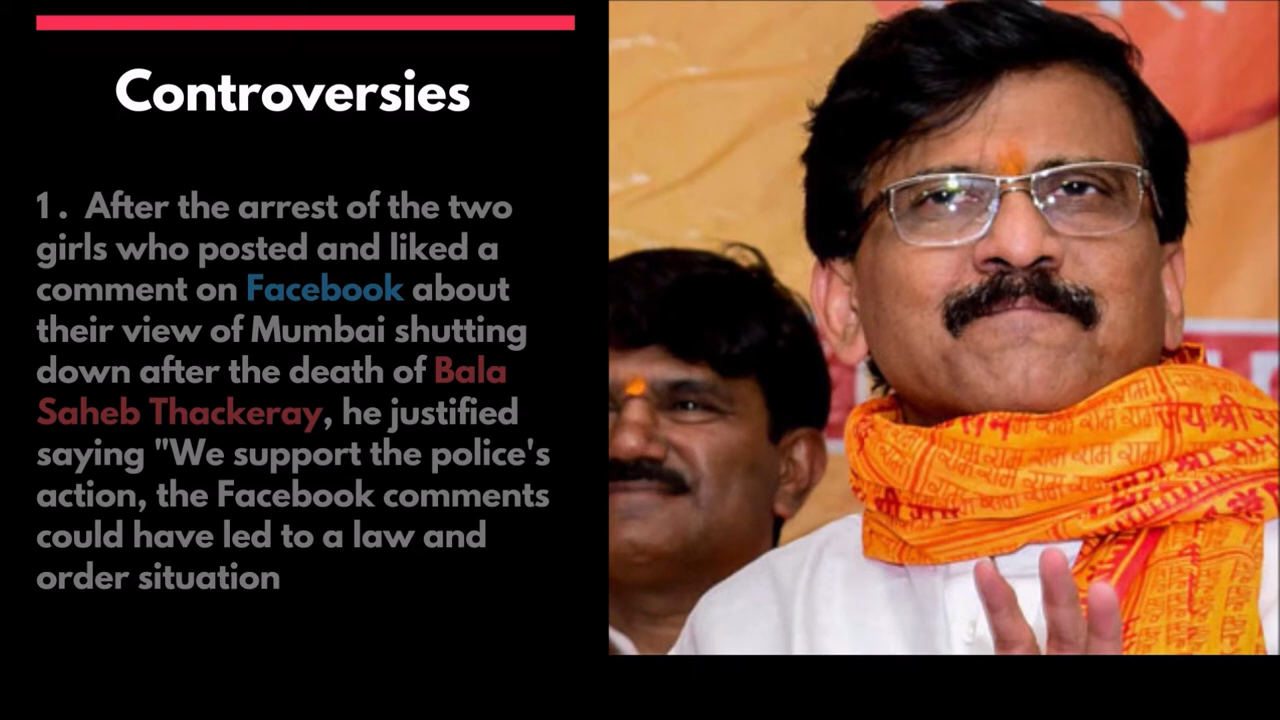 Controversies
1. After the arrest of the two
girls who posted and liked a
comment on Facebook about
their view of Mumbai shutting
down after the death of Bala
Saheb Thackeray, he justified
saying "We support the police's
action, the Facebook comments
could have led to a law and
order situation
राम राम राम
राम राम राम राम
जय श्री